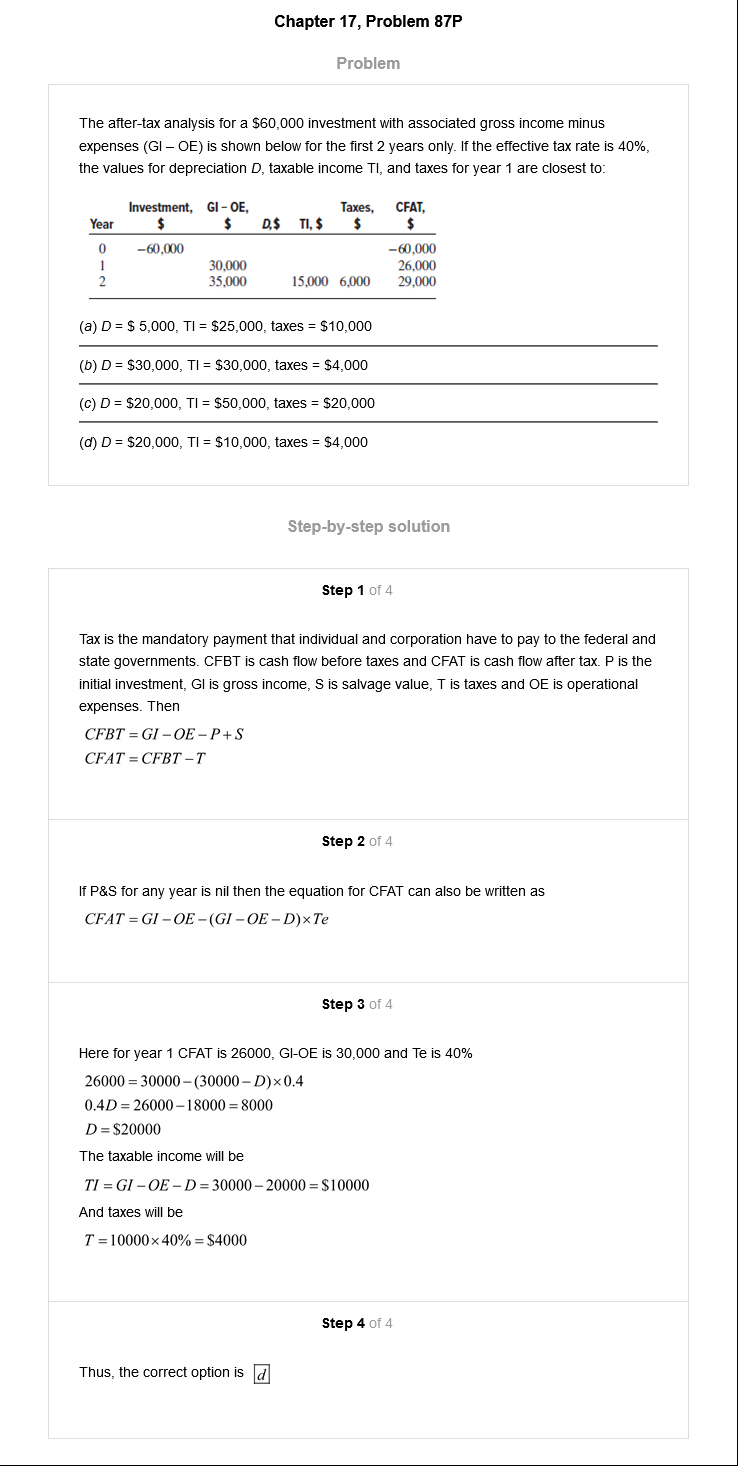 Chapter 17, Problem 87P
Problem
The after-tax analysis for a $60,000 investment with associated gross income minus
expenses (GI – OE) is shown below for the first 2 years only. If the effective tax rate is 40%,
the values for depreciation D, taxable income TI, and taxes for year 1 are closest to:
Investment, GI – OE, Taxes, CFAT,
Year $ $ D,$ TI, $ $ $
0 –60,000 –60,000
1 30,000 26,000
2 35,000 15,000 6,000 29,000
(a) D = $ 5,000, TI = $25,000, taxes = $10,000
(b) D = $30,000, TI = $30,000, taxes = $4,000
(c) D = $20,000, TI = $50,000, taxes = $20,000
(d) D = $20,000, TI = $10,000, taxes = $4,000
Step-by-step solution
Step 1 of 4
Tax is the mandatory payment that individual and corporation have to pay to the federal and
state governments. CFBT is cash flow before taxes and CFAT is cash flow after tax. P is the
initial investment, GI is gross income, S is salvage value, T is taxes and OE is operational
expenses. Then
CFBT = GI – OE – P + S
CFAT = CFBT – T
Step 2 of 4
If P&S for any year is nil then the equation for CFAT can also be written as
CFAT = GI – OE – (GI – OE – D)× Te
Step 3 of 4
Here for year 1 CFAT is 26000, GI-OE is 30,000 and Te is 40%
26000 = 30000 – (30000 – D)× 0.4
0.4D = 26000 – 18000 = 8000
D = $20000
The taxable income will be
TI = GI – OE – D = 30000 – 20000 = $10000
And taxes will be
T = 10000 × 40% = $4000
Step 4 of 4
Thus, the correct option is d